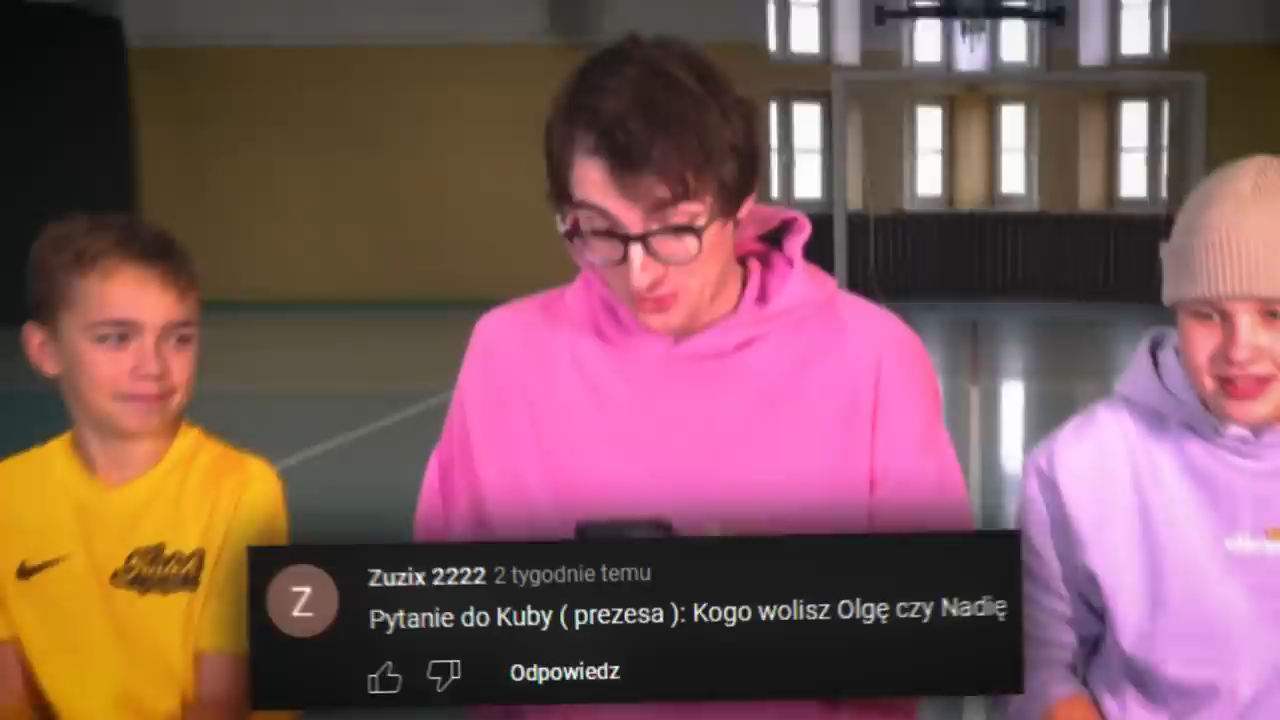 Z
Zuzix 2222 2 tygodnie temu
Pytanie do Kuby ( prezesa ): Kogo wolisz Olgę czy Nadię
Odpowiedz